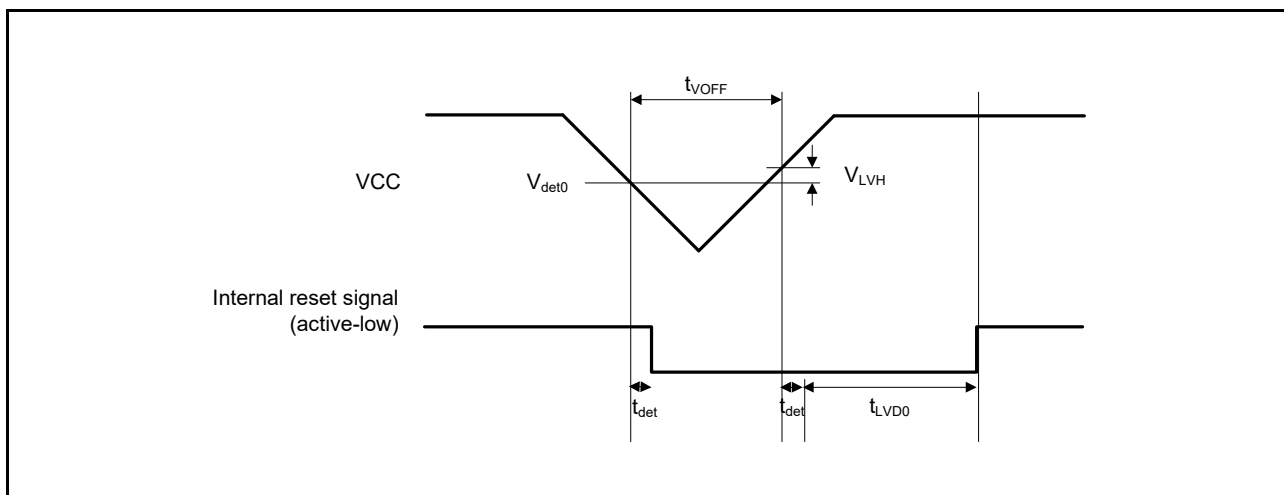 tVOFF
VCC
Vdet0
VLVH
Internal reset signal
(active-low)
tdet
tdet
tLVD0